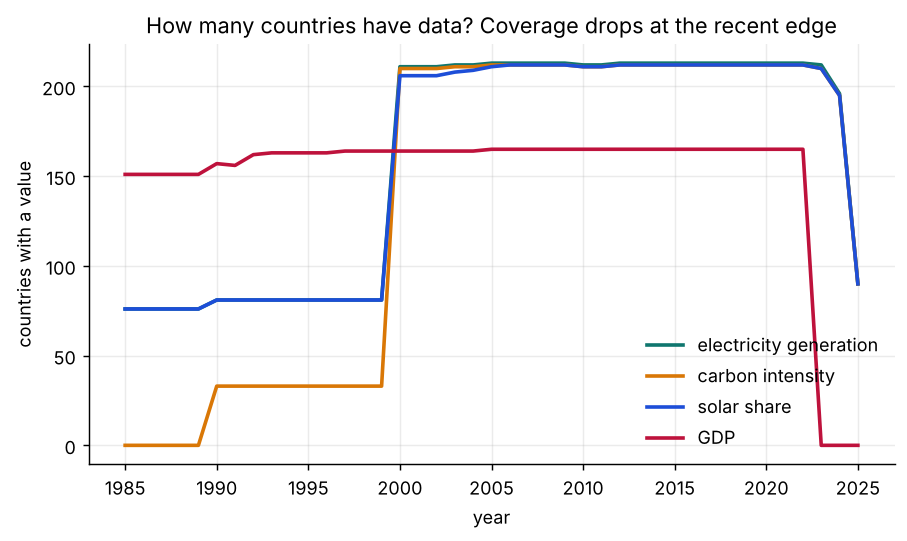 How many countries have data? Coverage drops at the recent edge
countries with a value
200
150
100
50
0
electricity generation
carbon intensity
solar share
GDP
1985 1990 1995 2000 2005 2010 2015 2020 2025
year